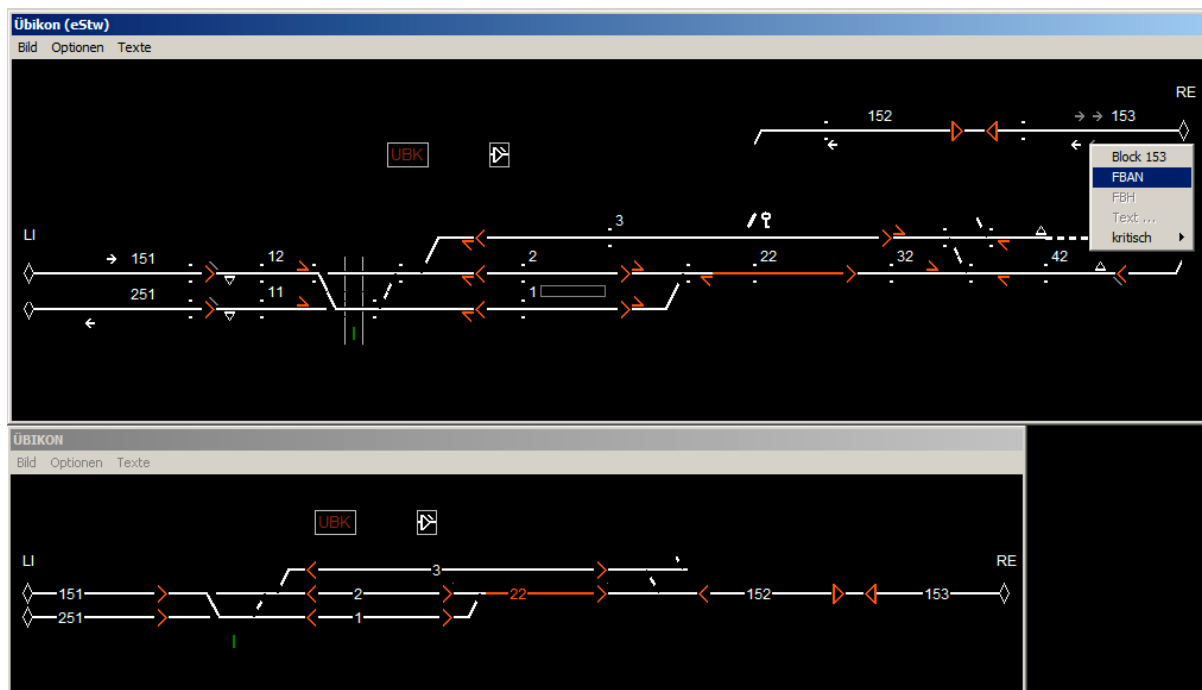 Übikon (eStw)
Bild Optionen Texte
RE
152 153
UBK
Block 153
FBAN
FBH
Text ...
kritisch
3
LI
151 12 2 22 32 42
251 11 1
ÜBIKON
Bild Optionen Texte
UBK
LI RE
3
151 2 22 152 153
251 1